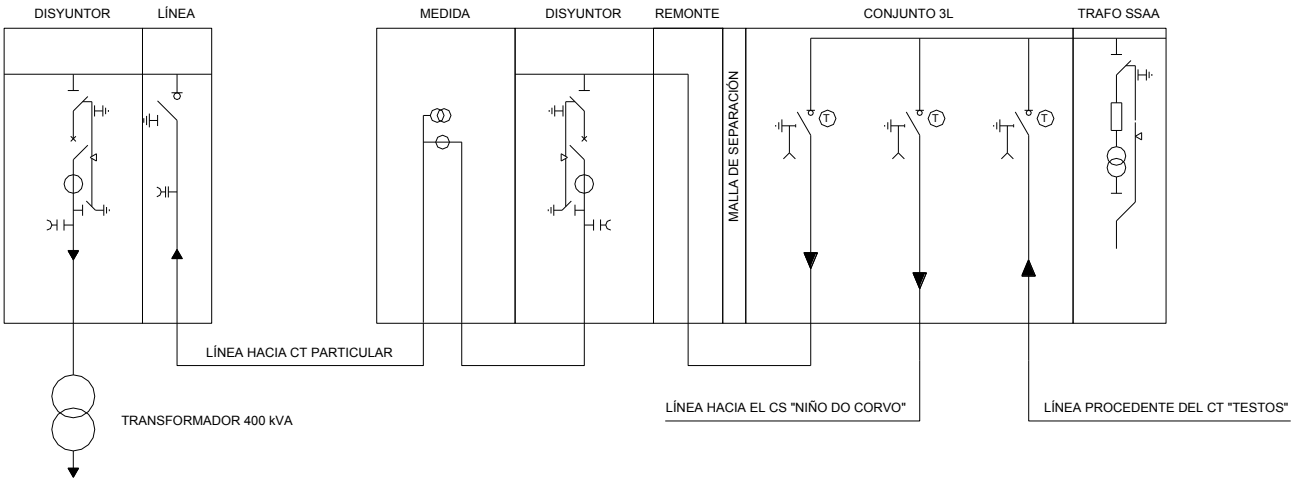 DISYUNTOR
LÍNEA
MEDIDA
DISYUNTOR
REMONTE
CONJUNTO 3L
TRAFO SSAA
MALLA DE SEPARACIÓN
T
T
T
LÍNEA HACIA CT PARTICULAR
LÍNEA HACIA EL CS "NIÑO DO CORVO"
LÍNEA PROCEDENTE DEL CT "TESTOS"
TRANSFORMADOR 400 kVA